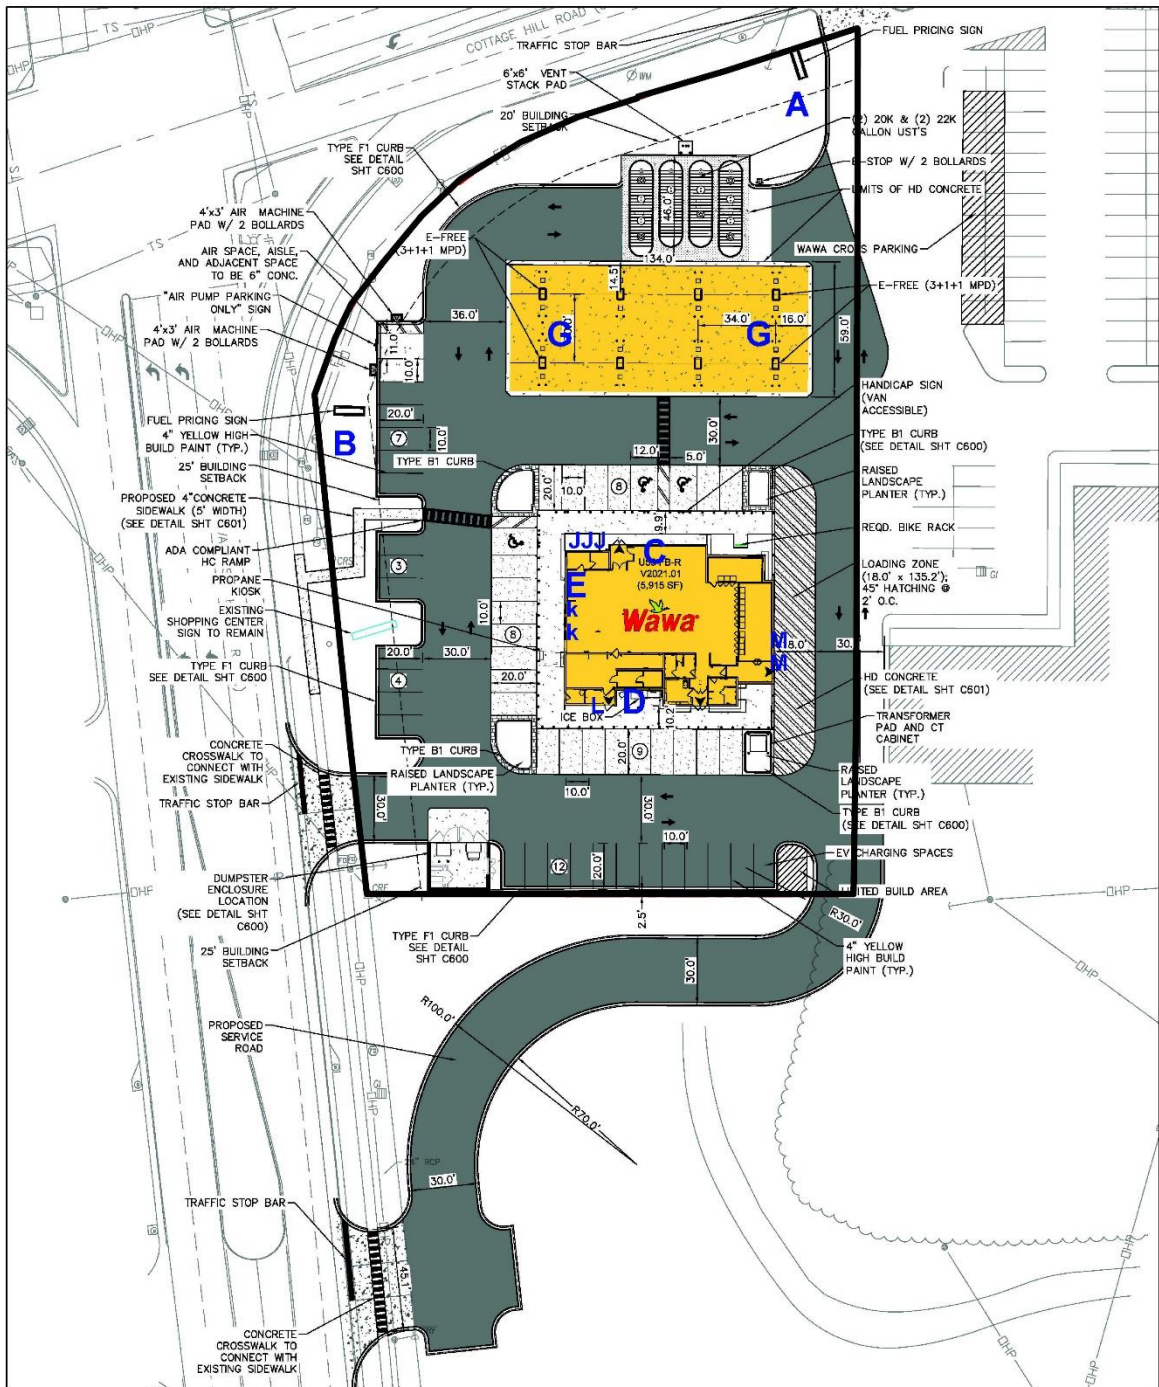 TS
OHP
COTTAGE HILL ROAD
TRAFFIC STOP BAR
FUEL PRICING SIGN
6'x6' VENT
STACK PAD
WM
A
20' BUILDING
SETBACK
(2) 20K & (2) 22K
GALLON UST'S
TYPE F1 CURB
SEE DETAIL
SHT C600
E-STOP W/ 2 BOLLARDS
LIMITS OF HD CONCRETE
46.0'
4'x3' AIR MACHINE
PAD W/ 2 BOLLARDS
E-FREE
(3+1+1 MPD)
WAWA CROSS PARKING
AIR SPACE, AISLE,
AND ADJACENT SPACE
TO BE 6" CONC.
134.0'
14.5'
E-FREE (3+1+1 MPD)
"AIR PUMP PARKING
ONLY" SIGN
36.0'
34.0'
16.0'
G
G
59.0'
4'x3' AIR MACHINE
PAD W/ 2 BOLLARDS
11.0'
10.0'
HANDICAP SIGN
(VAN
ACCESSIBLE)
FUEL PRICING SIGN
20.0'
4" YELLOW HIGH
BUILD PAINT (TYP.)
B
7
10.0'
30.0'
12.0'
5.0'
TYPE B1 CURB
(SEE DETAIL SHT C600)
TYPE B1 CURB
25' BUILDING
SETBACK
20.0'
10.0'
8
RAISED
LANDSCAPE
PLANTER (TYP.)
PROPOSED 4"CONCRETE
SIDEWALK (5' WIDTH)
(SEE DETAIL SHT C601)
9.9'
REQD. BIKE RACK
ADA COMPLIANT
HC RAMP
JJJ
C
V2021.01
(5,915 SF)
LOADING ZONE
(18.0' x 135.2');
45° HATCHING @
2' O.C.
3
E
k
k
PROPANE
KIOSK
10.0'
Wawa
EXISTING
SHOPPING CENTER
SIGN TO REMAIN
8
M
M
20.0'
30.0'
TYPE F1 CURB
SEE DETAIL SHT C600
4
20.0'
HD CONCRETE
(SEE DETAIL SHT C601)
L
D
ICE BOX
10.2'
TRANSFORMER
PAD AND CT
CABINET
CONCRETE
CROSSWALK TO
CONNECT WITH
EXISTING SIDEWALK
TYPE B1 CURB
20.0'
9
RAISED LANDSCAPE
PLANTER (TYP.)
RAISED
LANDSCAPE
PLANTER (TYP.)
10.0'
TRAFFIC STOP BAR
30.0'
30.0'
TYPE B1 CURB
(SEE DETAIL SHT C600)
10.0'
12
20.0'
EV CHARGING SPACES
DUMPSTER
ENCLOSURE
LOCATION
(SEE DETAIL SHT
C600)
LIMITED BUILD AREA
2.5'
R30.0'
TYPE F1 CURB
SEE DETAIL
SHT C600
25' BUILDING
SETBACK
4" YELLOW
HIGH BUILD
PAINT (TYP.)
30.0'
R100.0'
PROPOSED
SERVICE
ROAD
R70.0'
24" RCP
30.0'
TRAFFIC STOP BAR
45.1'
CONCRETE
CROSSWALK TO
CONNECT WITH
EXISTING SIDEWALK